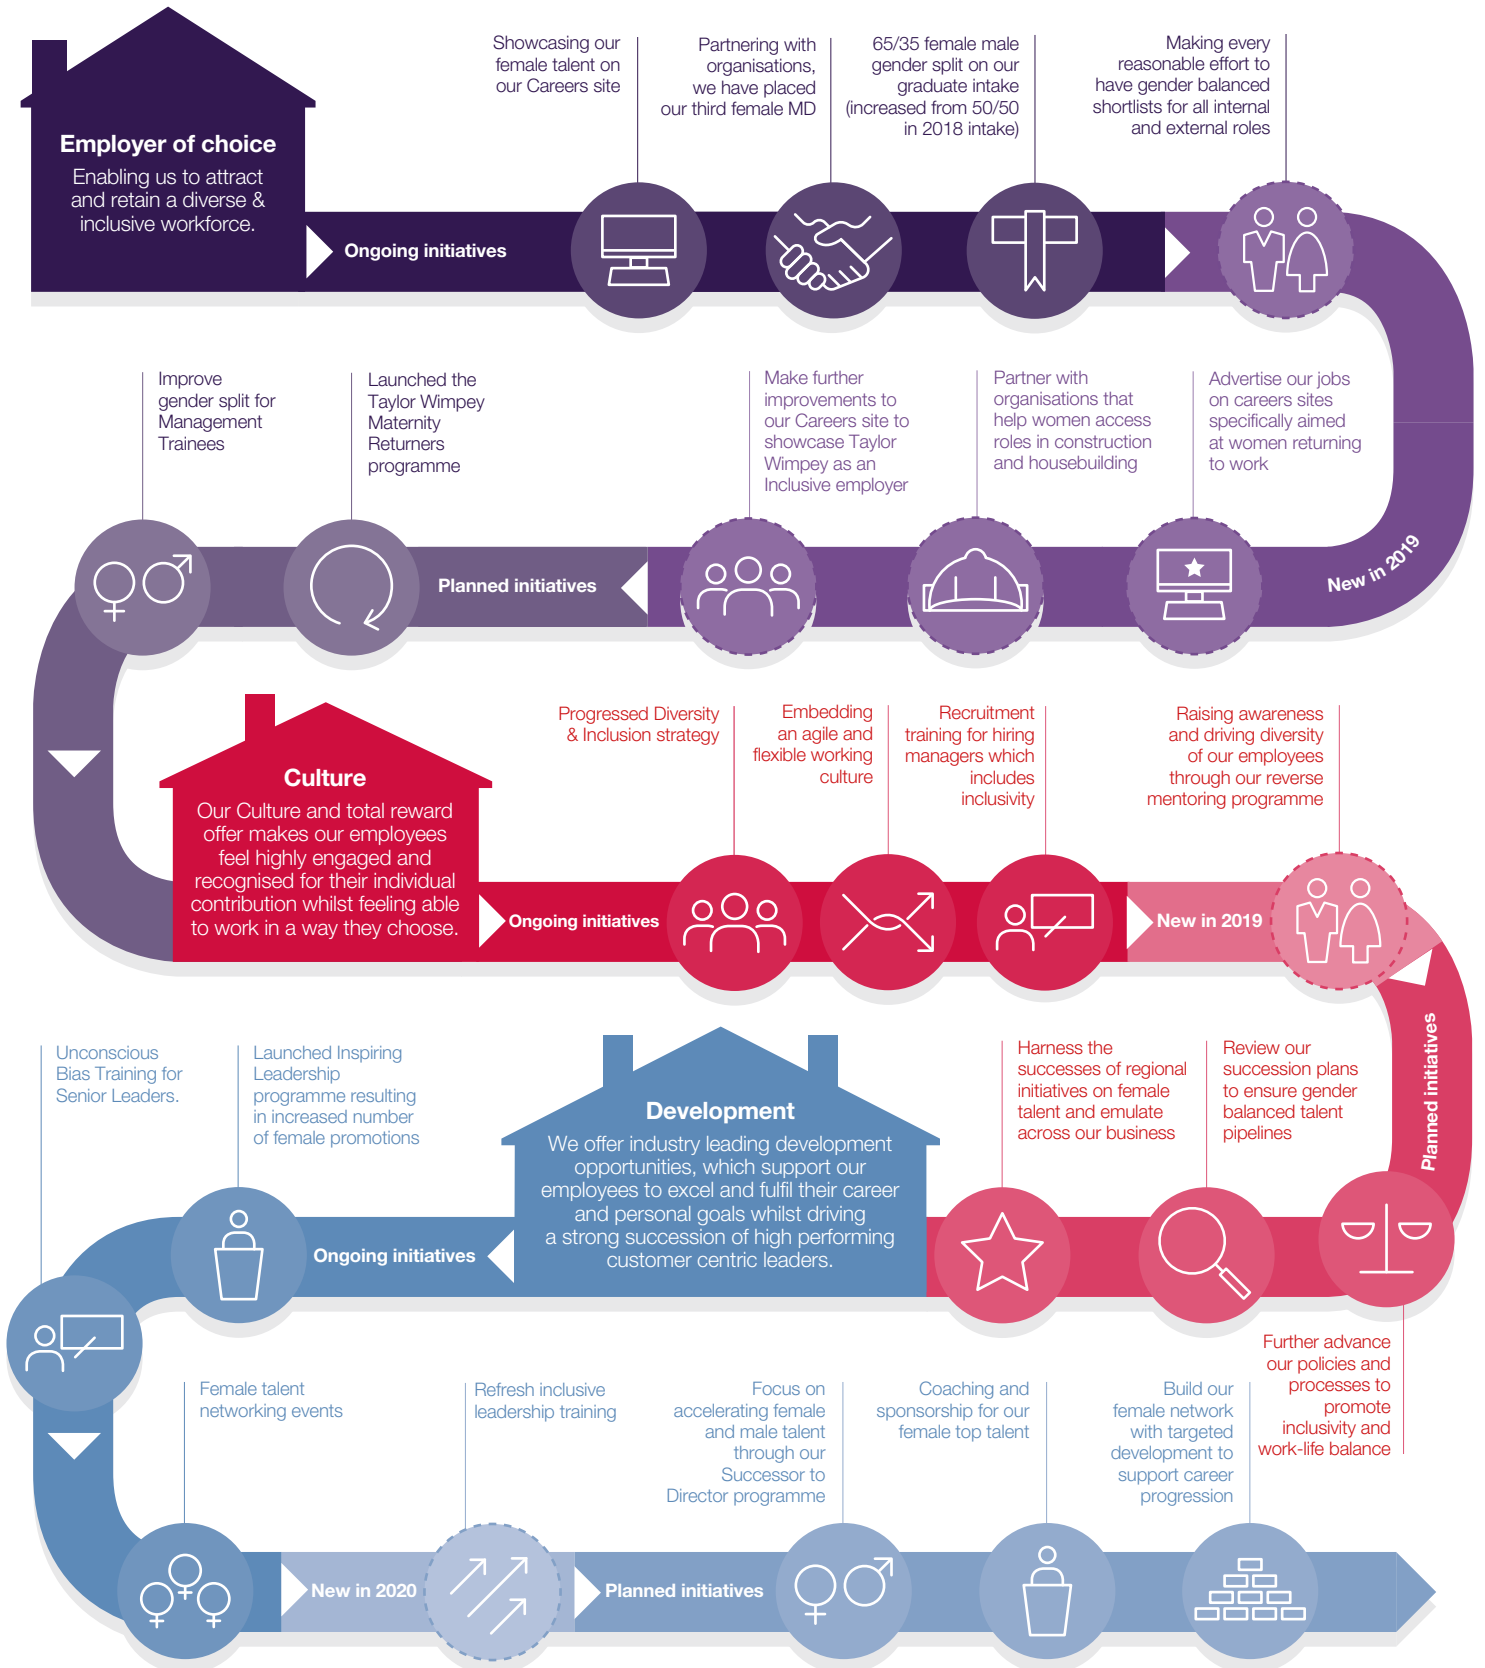 Employer of choice
Enabling us to attract
and retain a diverse &
inclusive workforce.
Ongoing initiatives
Showcasing our
female talent on
our Careers site
Partnering with
organisations,
we have placed
our third female MD
65/35 female male
gender split on our
graduate intake
(increased from 50/50
in 2018 intake)
Making every
reasonable effort to
have gender balanced
shortlists for all internal
and external roles
New in 2019
Advertise our jobs
on careers sites
specifically aimed
at women returning
to work
Partner with
organisations that
help women access
roles in construction
and housebuilding
Make further
improvements to
our Careers site to
showcase Taylor
Wimpey as an
Inclusive employer
Planned initiatives
Launched the
Taylor Wimpey
Maternity
Returners
programme
Improve
gender split for
Management
Trainees
Culture
Our Culture and total reward
offer makes our employees
feel highly engaged and
recognised for their individual
contribution whilst feeling able
to work in a way they choose.
Ongoing initiatives
Progressed Diversity
& Inclusion strategy
Embedding
an agile and
flexible working
culture
Recruitment
training for hiring
managers which
includes
inclusivity
New in 2019
Raising awareness
and driving diversity
of our employees
through our reverse
mentoring programme
Planned initiatives
Further advance
our policies and
processes to
promote
inclusivity and
work-life balance
Review our
succession plans
to ensure gender
balanced talent
pipelines
Harness the
successes of regional
initiatives on female
talent and emulate
across our business
Development
We offer industry leading development
opportunities, which support our
employees to excel and fulfil their career
and personal goals whilst driving
a strong succession of high performing
customer centric leaders.
Ongoing initiatives
Launched Inspiring
Leadership
programme resulting
in increased number
of female promotions
Unconscious
Bias Training for
Senior Leaders.
Female talent
networking events
New in 2020
Refresh inclusive
leadership training
Planned initiatives
Focus on
accelerating female
and male talent
through our
Successor to
Director programme
Coaching and
sponsorship for our
female top talent
Build our
female network
with targeted
development to
support career
progression